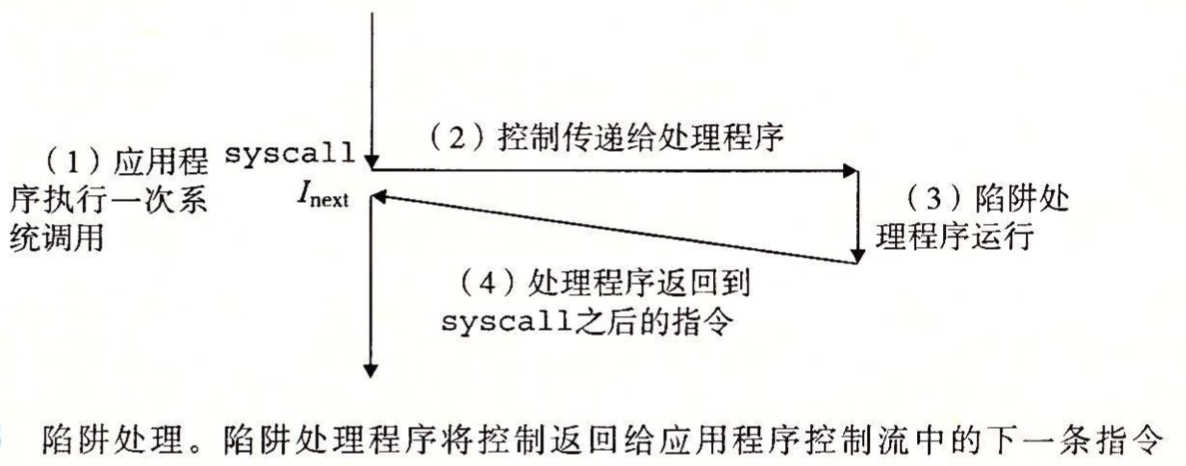 (2)控制传递给处理程序
(1)应用程
序执行一次系
统调用
syscall
Inext
(3)陷阱处
理程序运行
(4)处理程序返回到
syscall之后的指令
陷阱处理。陷阱处理程序将控制返回给应用程序控制流中的下一条指令